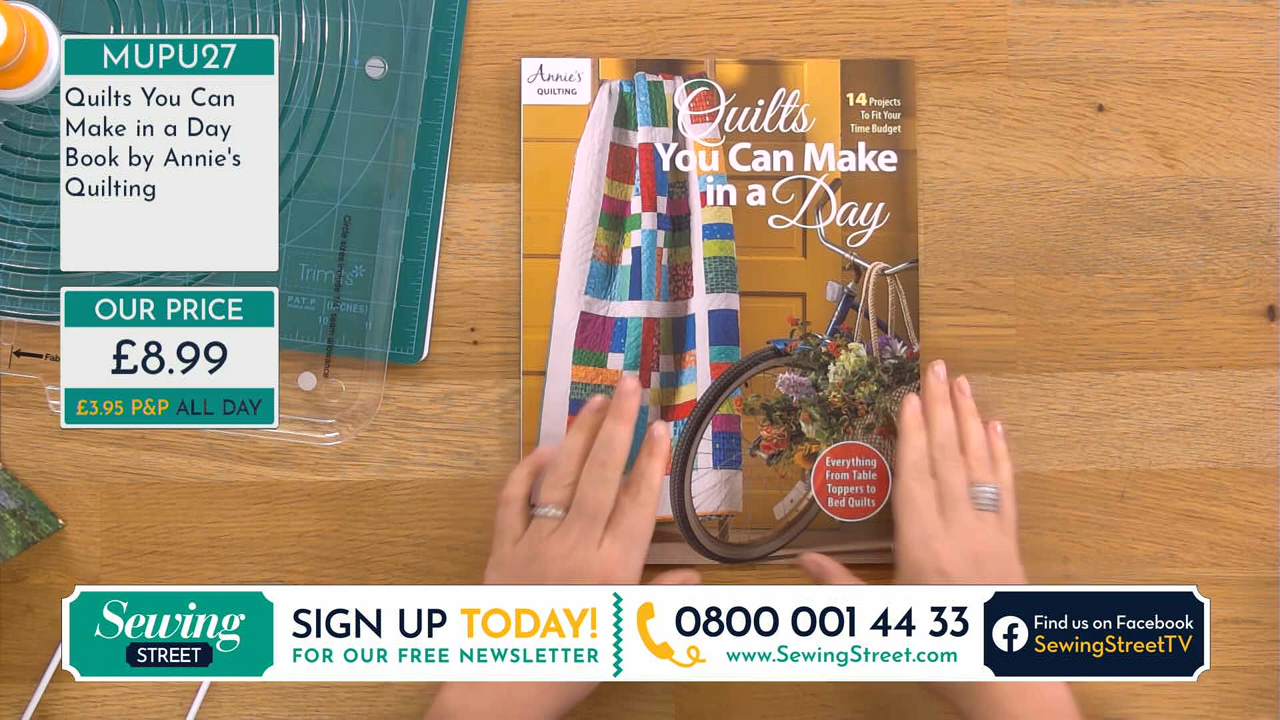 MUPU27
Quilts You Can
Make in a Day
Book by Annie's
Quilting
OUR PRICE
£8.99
£3.95 P&P ALL DAY
Annie's
QUILTING
Quilts
You Can Make
in a Day
14 Projects
To Fit Your
Time Budget
Everything
From Table
Toppers to
Bed Quilts
PAT P
(INCHES)
Fab
Sewing
STREET
SIGN UP TODAY!
FOR OUR FREE NEWSLETTER
0800 001 44 33
www.SewingStreet.com
Find us on Facebook
SewingStreetTV